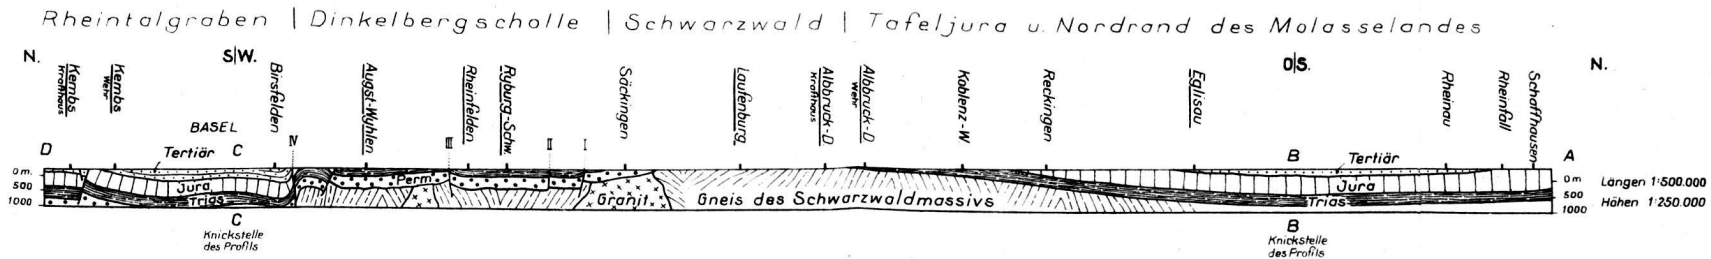 Rheintalgraben | Dinkelbergscholle | Schwarzwald | Tafeljura u. Nordrand des Molasselandes
N. S|W. O|S. N.
Kembs Krafthaus
Kembs Wehr
Birsfelden
Augst-Wyhlen
Rheinfelden
Ryburg-Schw.
Säckingen
Laufenburg
Albbruck-D Krafthaus
Albbruck-D Wehr
Koblenz-W
Reckingen
Eglisau
Rheinau
Rheinfall
Schaffhausen
BASEL
IV III II I
D Tertiär C B Tertiär A
0 m.
500
1000
Jura
Trias
Perm
Granit
Gneis des Schwarzwaldmassivs
Jura
Trias
0 m
500
1000
Längen 1:500.000
Höhen 1:250.000
C
Knickstelle
des Profils
B
Knickstelle
des Profils